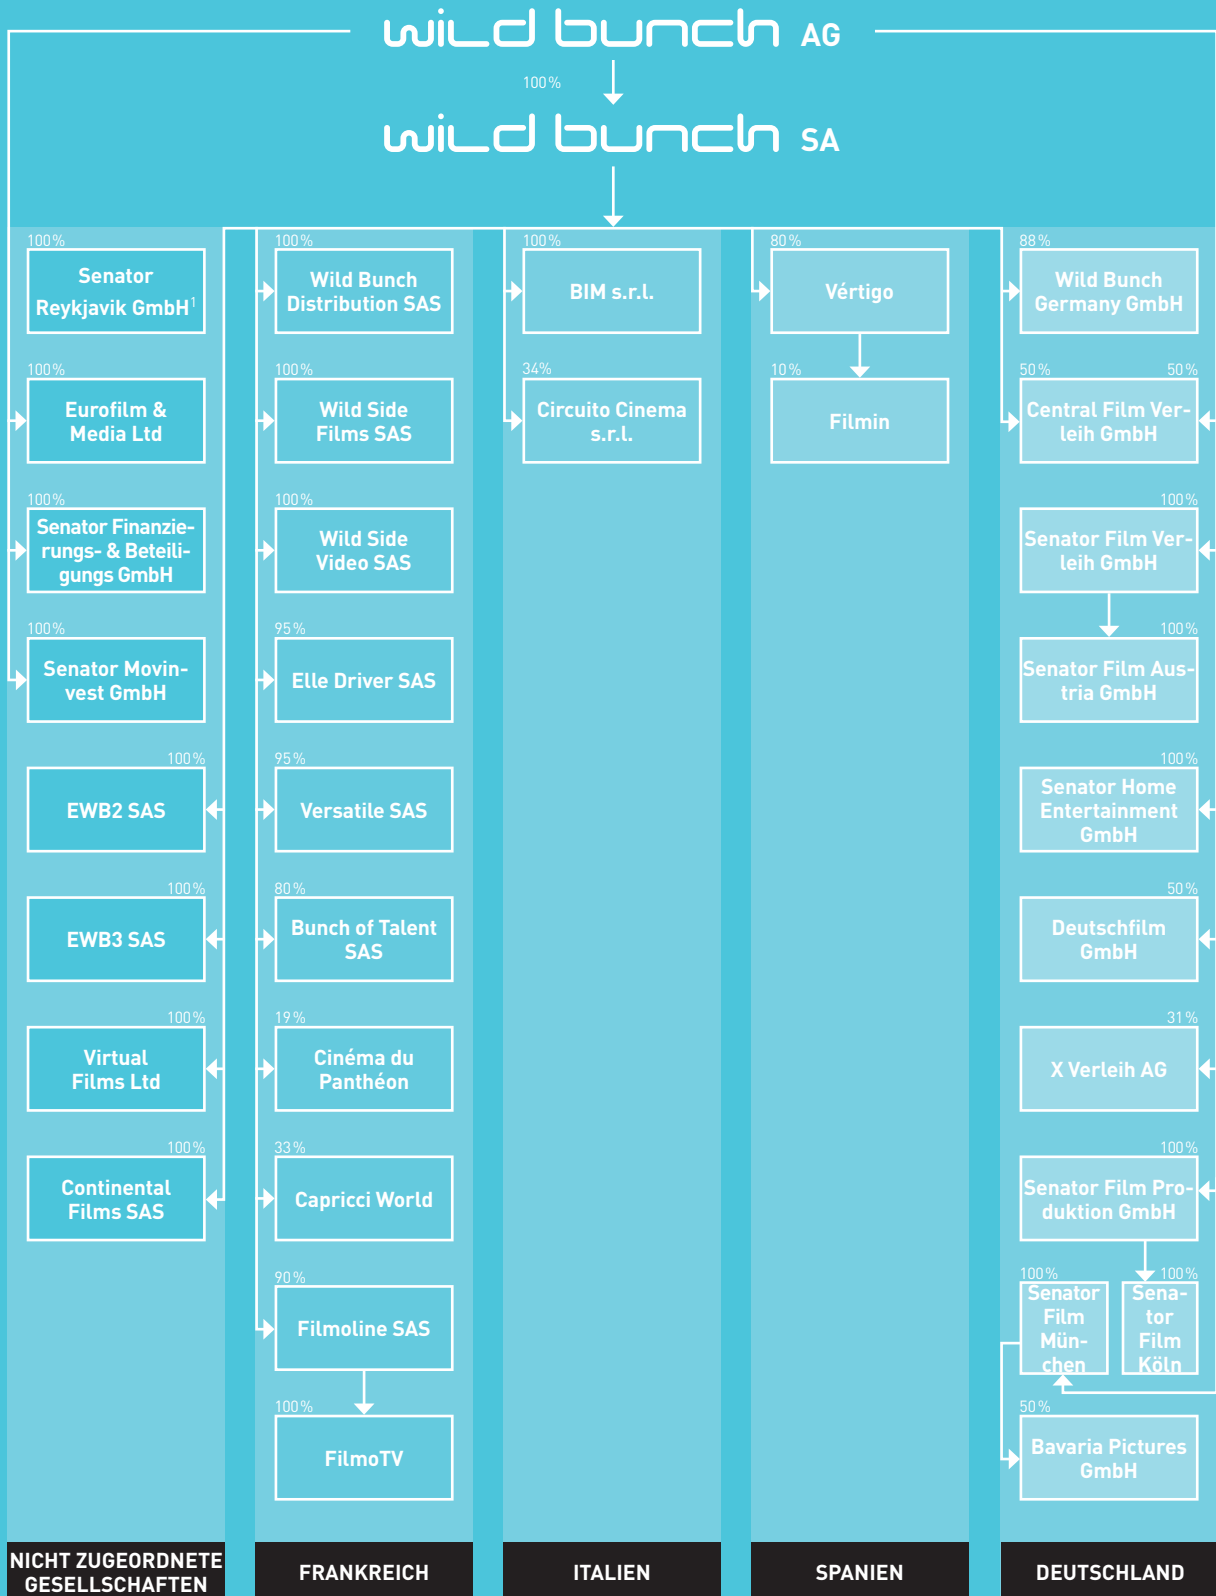 wild bunch AG
100%
wild bunch SA
100%
Senator
Reykjavik GmbH¹
100%
Eurofilm &
Media Ltd
100%
Senator Finanzie-
rungs- & Beteili-
gungs GmbH
100%
Senator Movin-
vest GmbH
100%
EWB2 SAS
100%
EWB3 SAS
100%
Virtual
Films Ltd
100%
Continental
Films SAS
NICHT ZUGEORDNETE
GESELLSCHAFTEN
100%
Wild Bunch
Distribution SAS
100%
Wild Side
Films SAS
100%
Wild Side
Video SAS
95%
Elle Driver SAS
95%
Versatile SAS
80%
Bunch of Talent
SAS
19%
Cinéma du
Panthéon
33%
Capricci World
90%
Filmoline SAS
100%
FilmoTV
FRANKREICH
100%
BIM s.r.l.
34%
Circuito Cinema
s.r.l.
ITALIEN
80%
Vértigo
10%
Filmin
SPANIEN
88%
Wild Bunch
Germany GmbH
50% 50%
Central Film Ver-
leih GmbH
100%
Senator Film Ver-
leih GmbH
100%
Senator Film Aus-
tria GmbH
100%
Senator Home
Entertainment
GmbH
50%
Deutschfilm
GmbH
31%
X Verleih AG
100%
Senator Film Pro-
duktion GmbH
100%
Senator
Film
Mün-
chen
100%
Sena-
tor
Film
Köln
50%
Bavaria Pictures
GmbH
DEUTSCHLAND